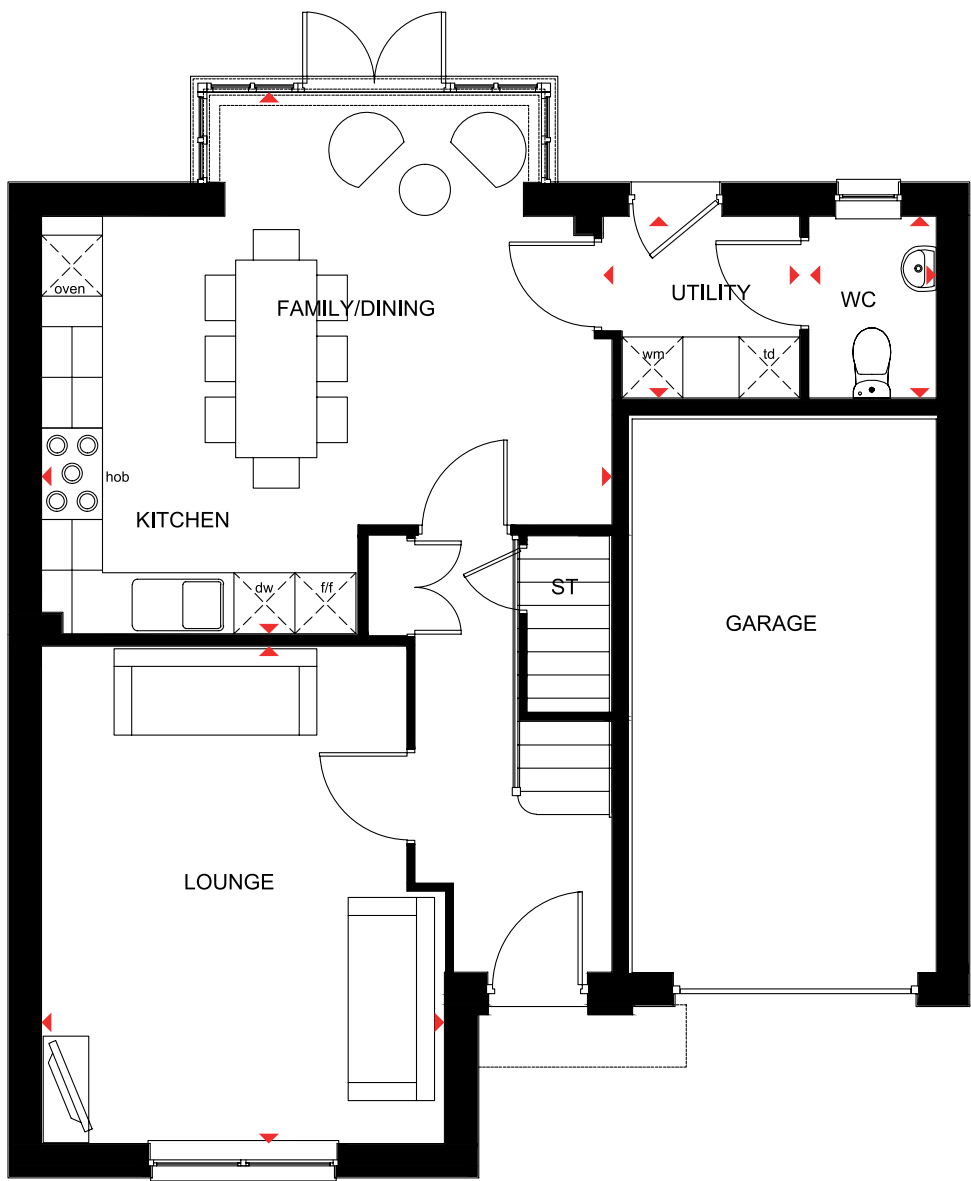 oven
FAMILY/DINING
UTILITY
WC
wm
td
hob
KITCHEN
dw
f/f
ST
GARAGE
LOUNGE